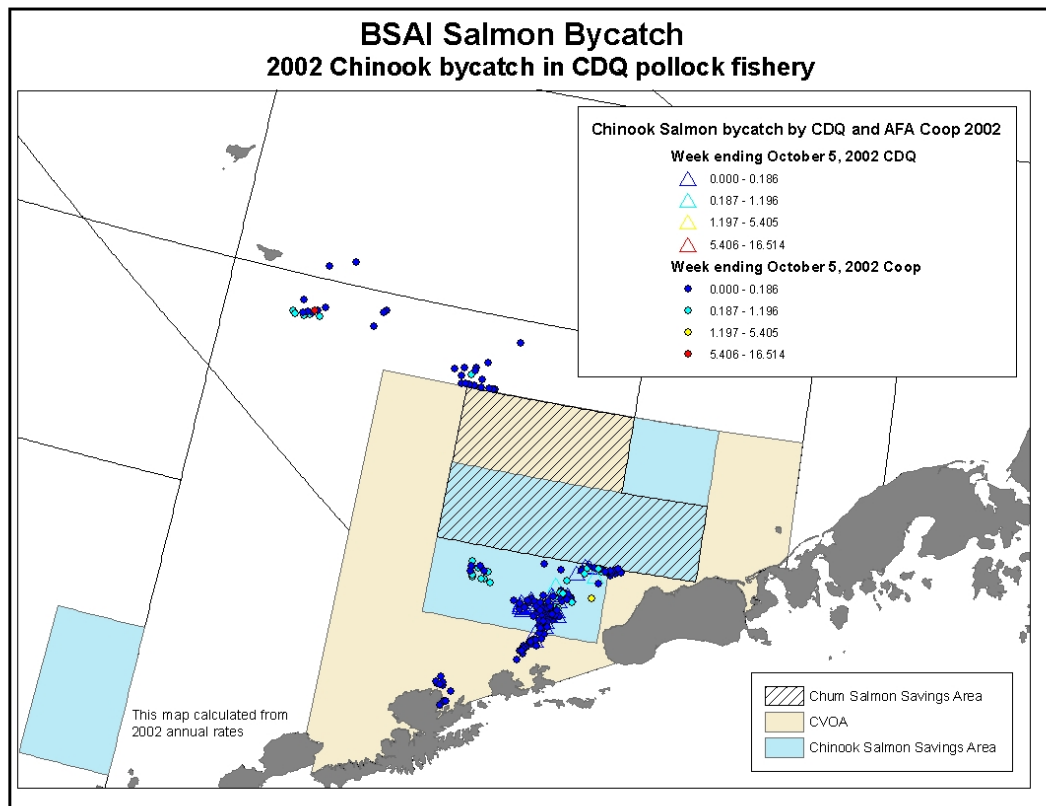 BSAI Salmon Bycatch
2002 Chinook bycatch in CDQ pollock fishery
Chinook Salmon bycatch by CDQ and AFA Coop 2002
Week ending October 5, 2002 CDQ
0.000 - 0.186
0.187 - 1.196
1.197 - 5.405
5.406 - 16.514
Week ending October 5, 2002 Coop
0.000 - 0.186
0.187 - 1.196
1.197 - 5.405
5.406 - 16.514
This map calculated from
2002 annual rates
Chum Salmon Savings Area
CVOA
Chinook Salmon Savings Area